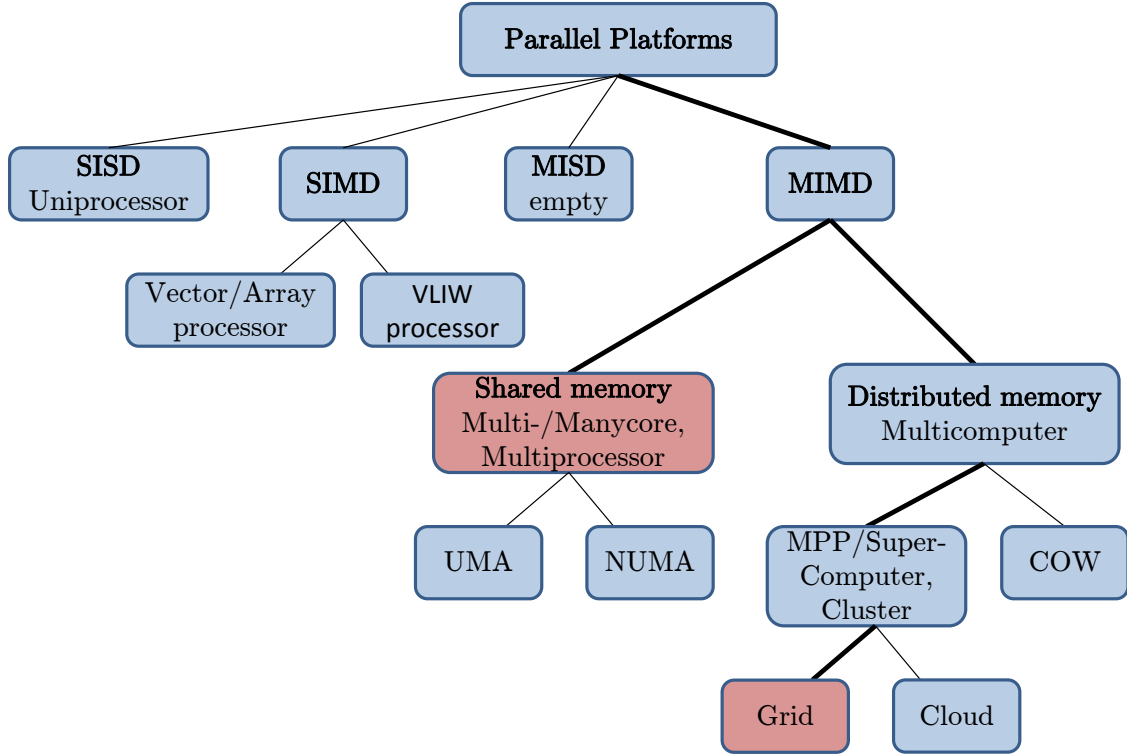 Parallel Platforms
SISD
Uniprocessor
SIMD
MISD
empty
MIMD
Vector/Array
processor
VLIW
processor
Shared memory
Multi-/Manycore,
Multiprocessor
Distributed memory
Multicomputer
UMA
NUMA
MPP/Super-
Computer,
Cluster
COW
Grid
Cloud